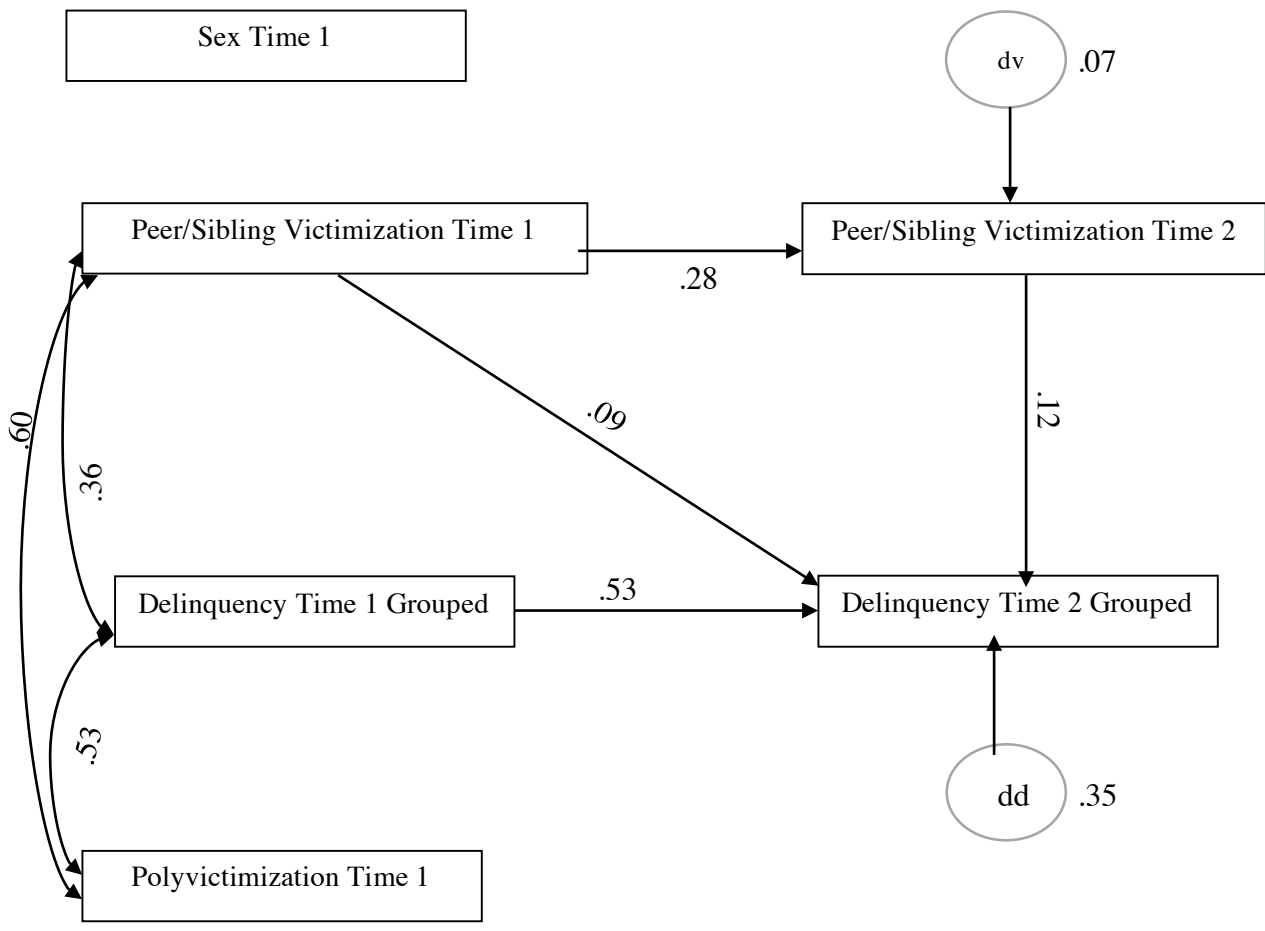 Sex Time 1
dv
.07
Peer/Sibling Victimization Time 1
Peer/Sibling Victimization Time 2
.28
.09
.12
.60
.36
Delinquency Time 1 Grouped
.53
Delinquency Time 2 Grouped
.53
dd
.35
Polyvictimization Time 1